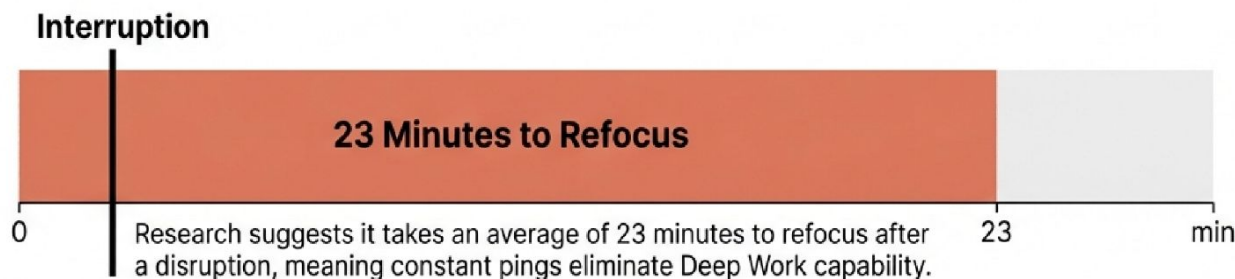 Interruption
23 Minutes to Refocus
0
23
min
Research suggests it takes an average of 23 minutes to refocus after
a disruption, meaning constant pings eliminate Deep Work capability.